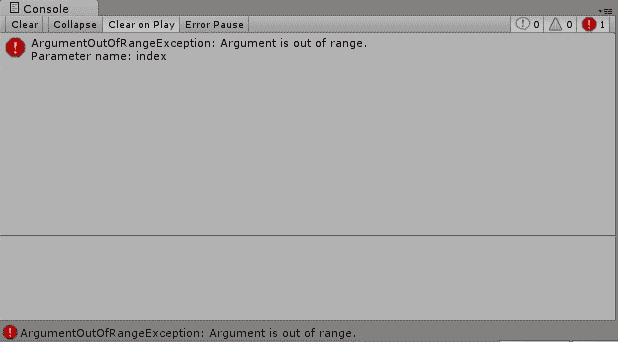 Console
Clear Collapse Clear on Play Error Pause 0 0 1
ArgumentOutOfRangeException: Argument is out of range.
Parameter name: index
ArgumentOutOfRangeException: Argument is out of range.